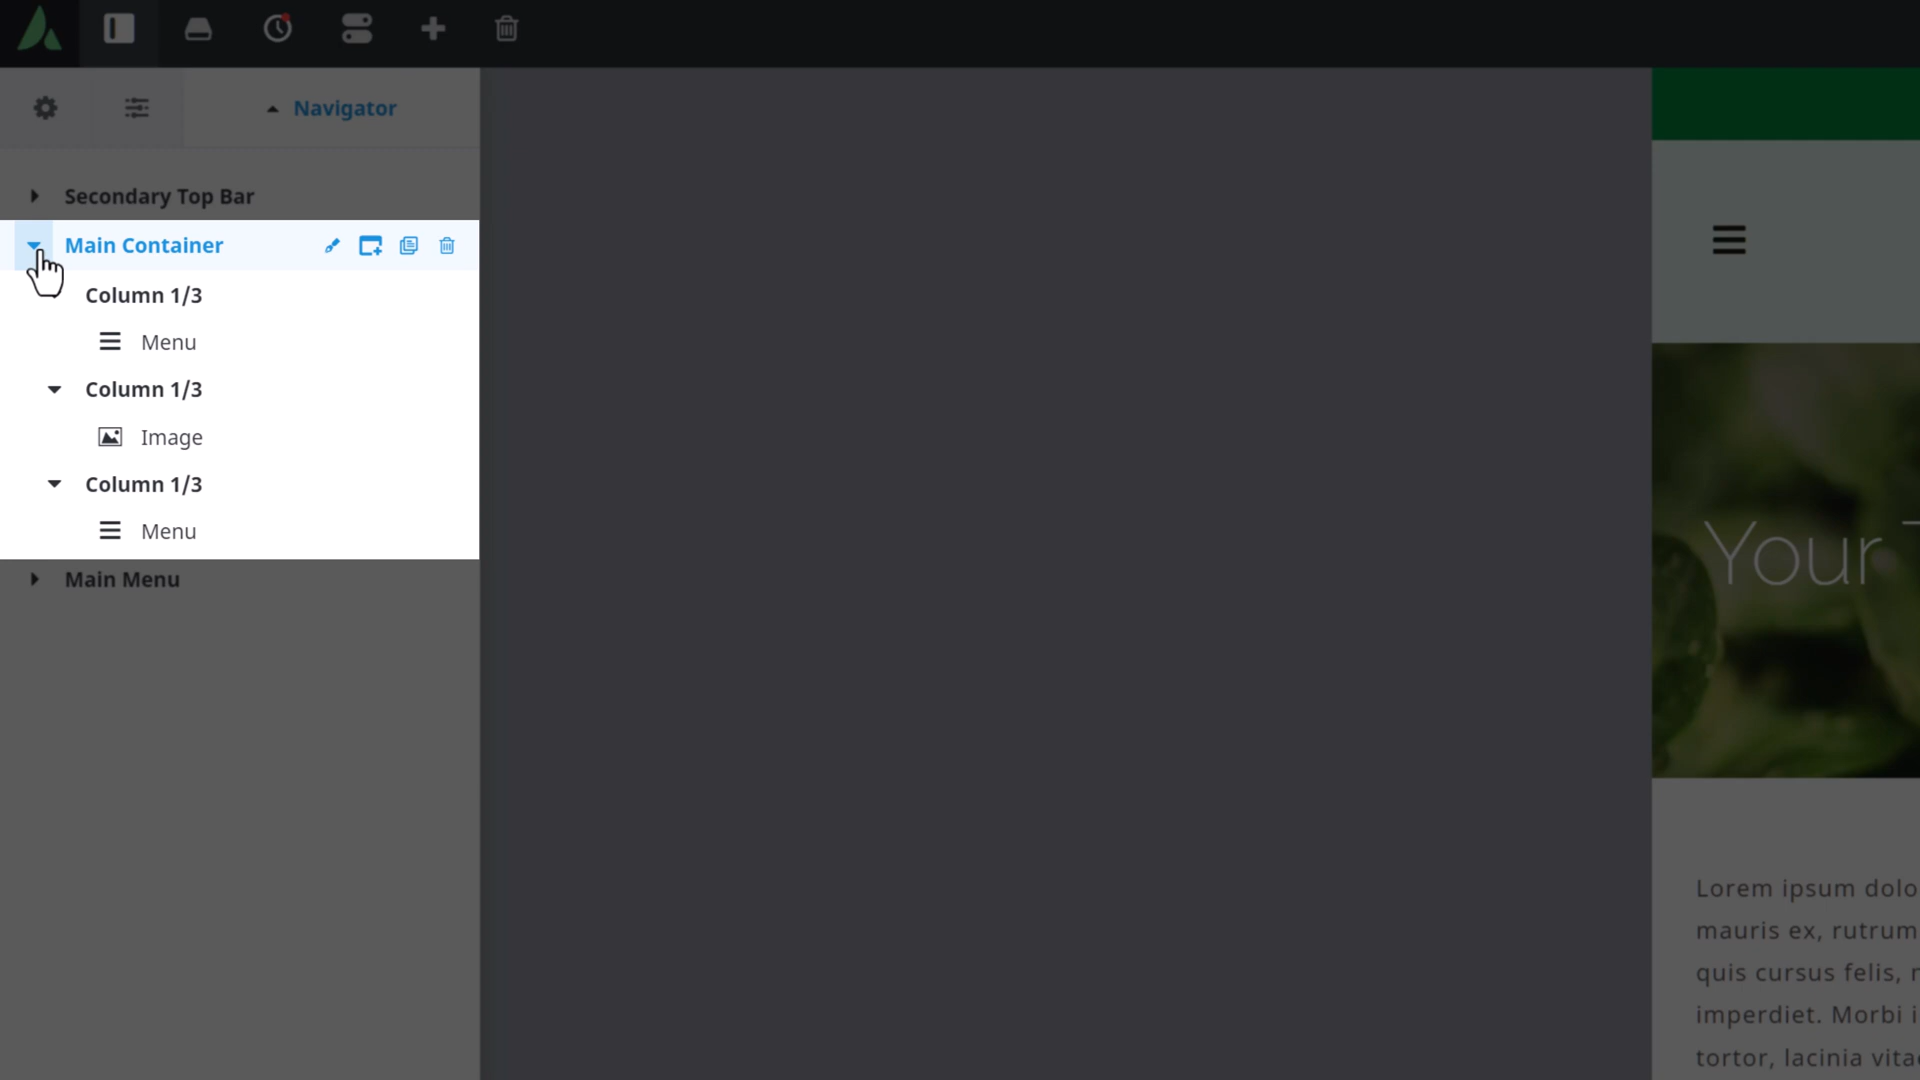 Navigator
Secondary Top Bar
Main Container
Column 1/3
Menu
Column 1/3
Image
Column 1/3
Menu
Main Menu
Your
Lorem ipsum dolo
mauris ex, rutrum
quis cursus felis,
imperdiet. Morbi i
tortor, lacinia vita